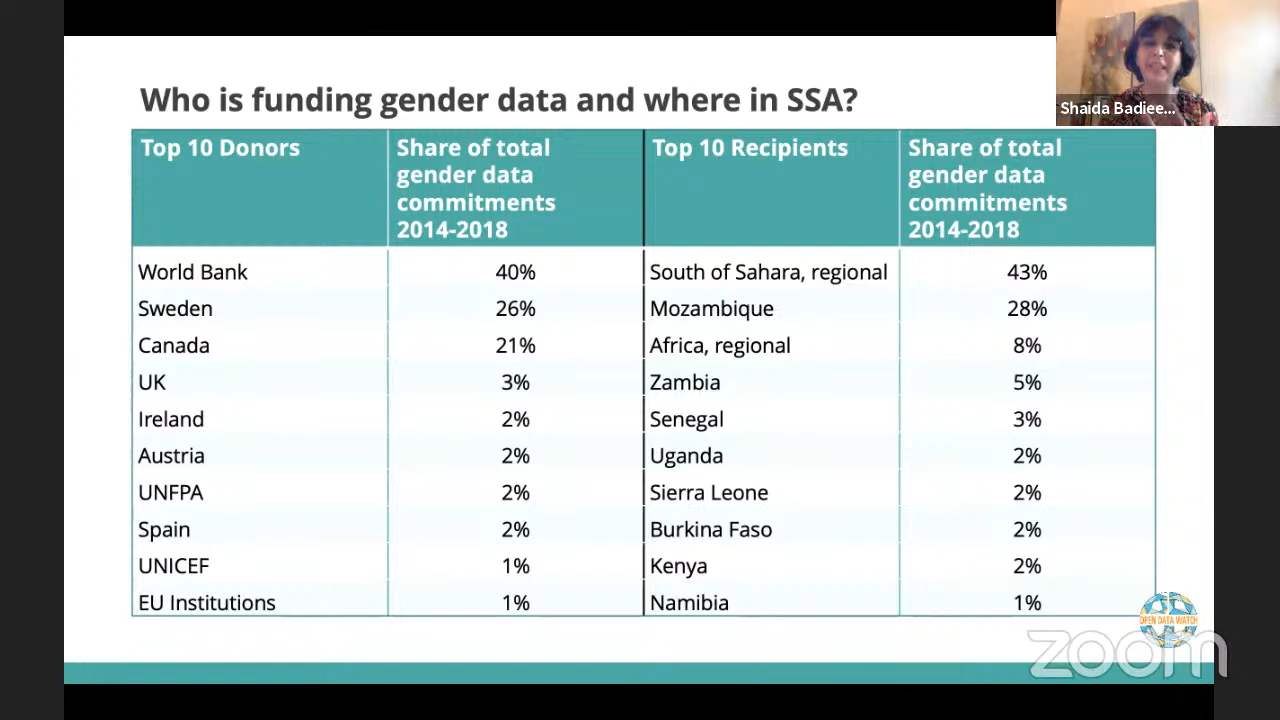 Shaida Badiee...
Who is funding gender data and where in SSA?
Top 10 Donors
Share of total
gender data
commitments
2014-2018
Top 10 Recipients
Share of total
gender data
commitments
2014-2018
World Bank 40% South of Sahara, regional 43%
Sweden 26% Mozambique 28%
Canada 21% Africa, regional 8%
UK 3% Zambia 5%
Ireland 2% Senegal 3%
Austria 2% Uganda 2%
UNFPA 2% Sierra Leone 2%
Spain 2% Burkina Faso 2%
UNICEF 1% Kenya 2%
EU Institutions 1% Namibia 1%
OPEN DATA WATCH
zoom